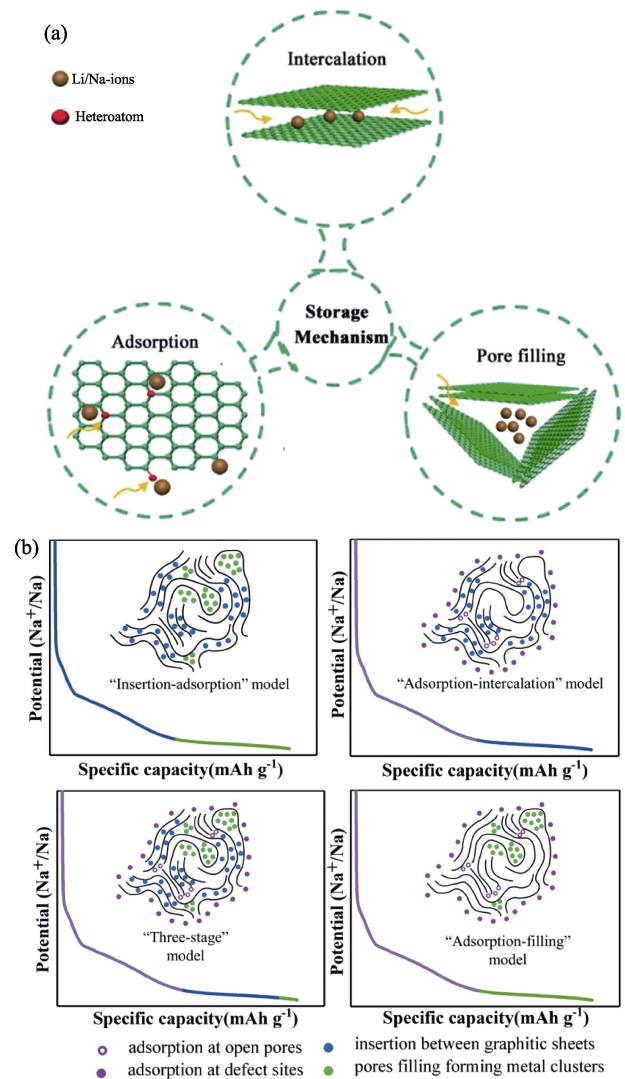 (a)
Li/Na-ions
Heteroatom
Intercalation
Storage
Mechanism
Adsorption
Pore filling
(b)
Potential (Na⁺/Na)
“Insertion-adsorption” model
Specific capacity(mAh g⁻¹)
Potential (Na⁺/Na)
“Adsorption-intercalation” model
Specific capacity(mAh g⁻¹)
Potential (Na⁺/Na)
“Three-stage”
model
Specific capacity(mAh g⁻¹)
Potential (Na⁺/Na)
“Adsorption-filling”
model
Specific capacity(mAh g⁻¹)
adsorption at open pores
insertion between graphitic sheets
adsorption at defect sites
pores filling forming metal clusters